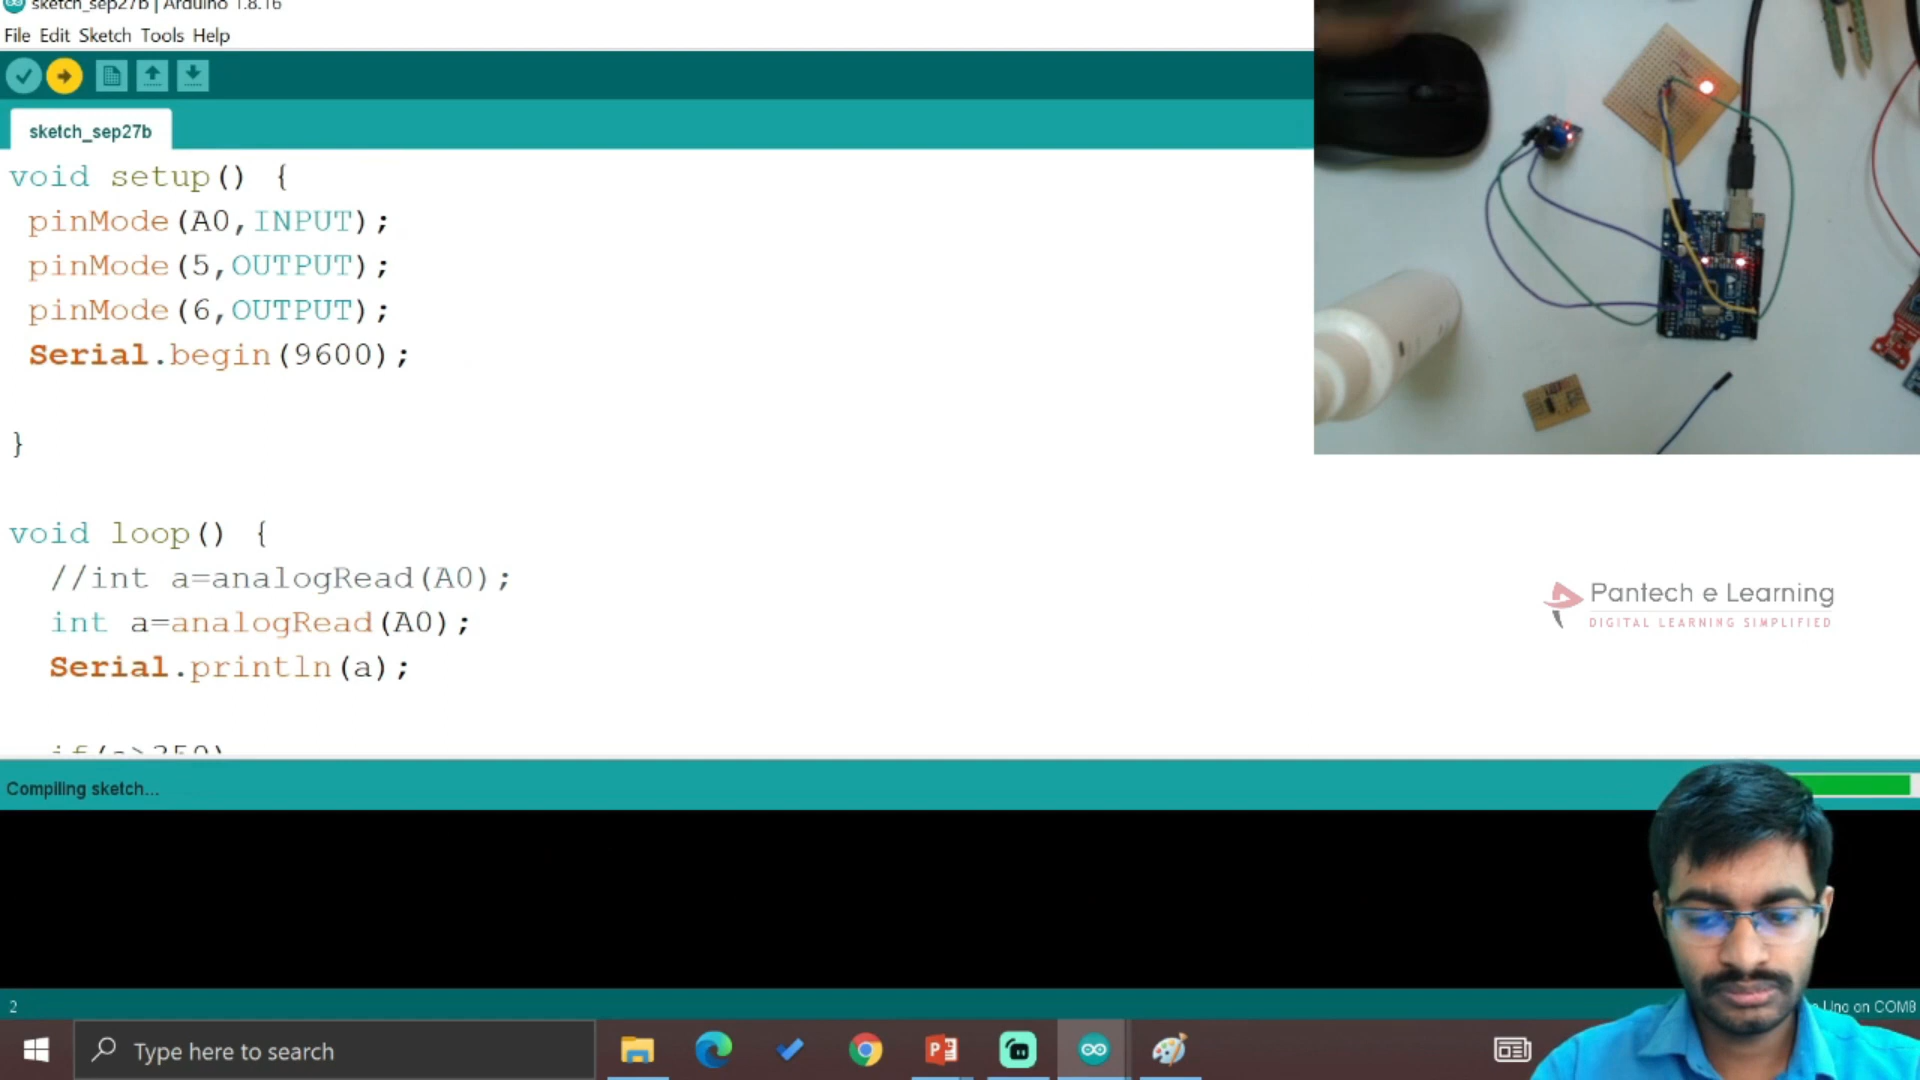 sketch_sep27b | Arduino 1.8.16
File Edit Sketch Tools Help
sketch_sep27b
void setup() {
pinMode(A0,INPUT);
pinMode(5,OUTPUT);
pinMode(6,OUTPUT);
Serial.begin(9600);
}
void loop() {
//int a=analogRead(A0);
int a=analogRead(A0);
Serial.println(a);
if(a>350)
Pantech e Learning
DIGITAL LEARNING SIMPLIFIED
Compiling sketch...
2
Uno on COM8
Type here to search